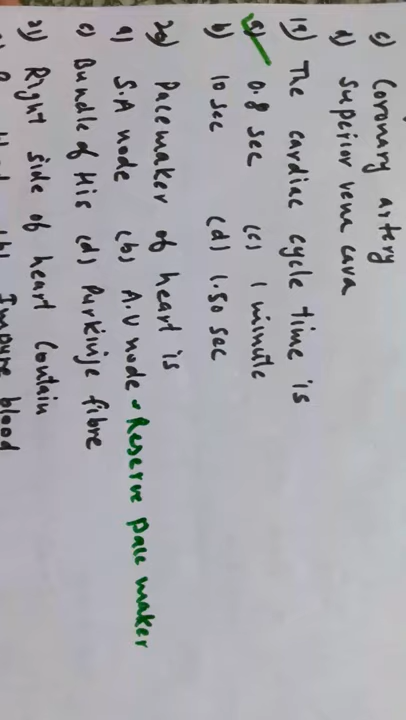 c) Coronary artery
d) Superior vena cava
19) The cardiac cycle time is
a) 0.8 sec (c) 1 minute
b) 10 sec (d) 1.50 sec
20) Pacemaker of heart is
a) S.A node (b) A.V node Reserve pace maker
c) Bundle of His (d) Purkinje fibre
21) Right side of heart Contain
(b) Impure blood